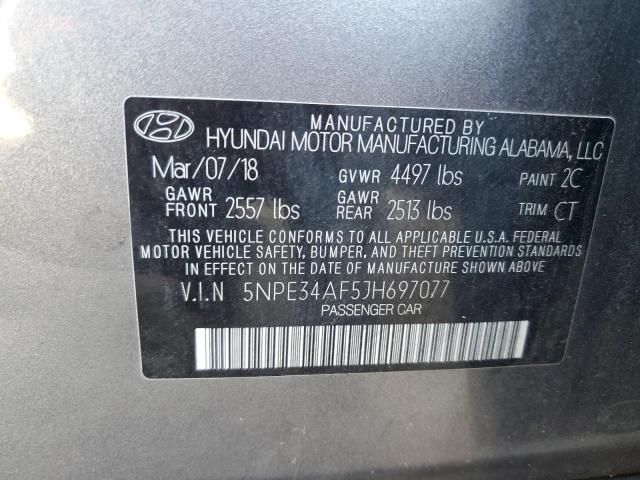 MANUFACTURED BY
HYUNDAI MOTOR MANUFACTURING ALABAMA, LLC
Mar/07/18 GVWR 4497 lbs PAINT 2C
GAWR FRONT 2557 lbs GAWR REAR 2513 lbs TRIM CT
THIS VEHICLE CONFORMS TO ALL APPLICABLE U.S.A. FEDERAL
MOTOR VEHICLE SAFETY, BUMPER, AND THEFT PREVENTION STANDARDS
IN EFFECT ON THE DATE OF MANUFACTURE SHOWN ABOVE.
V.I.N 5NPE34AF5JH697077
PASSENGER CAR